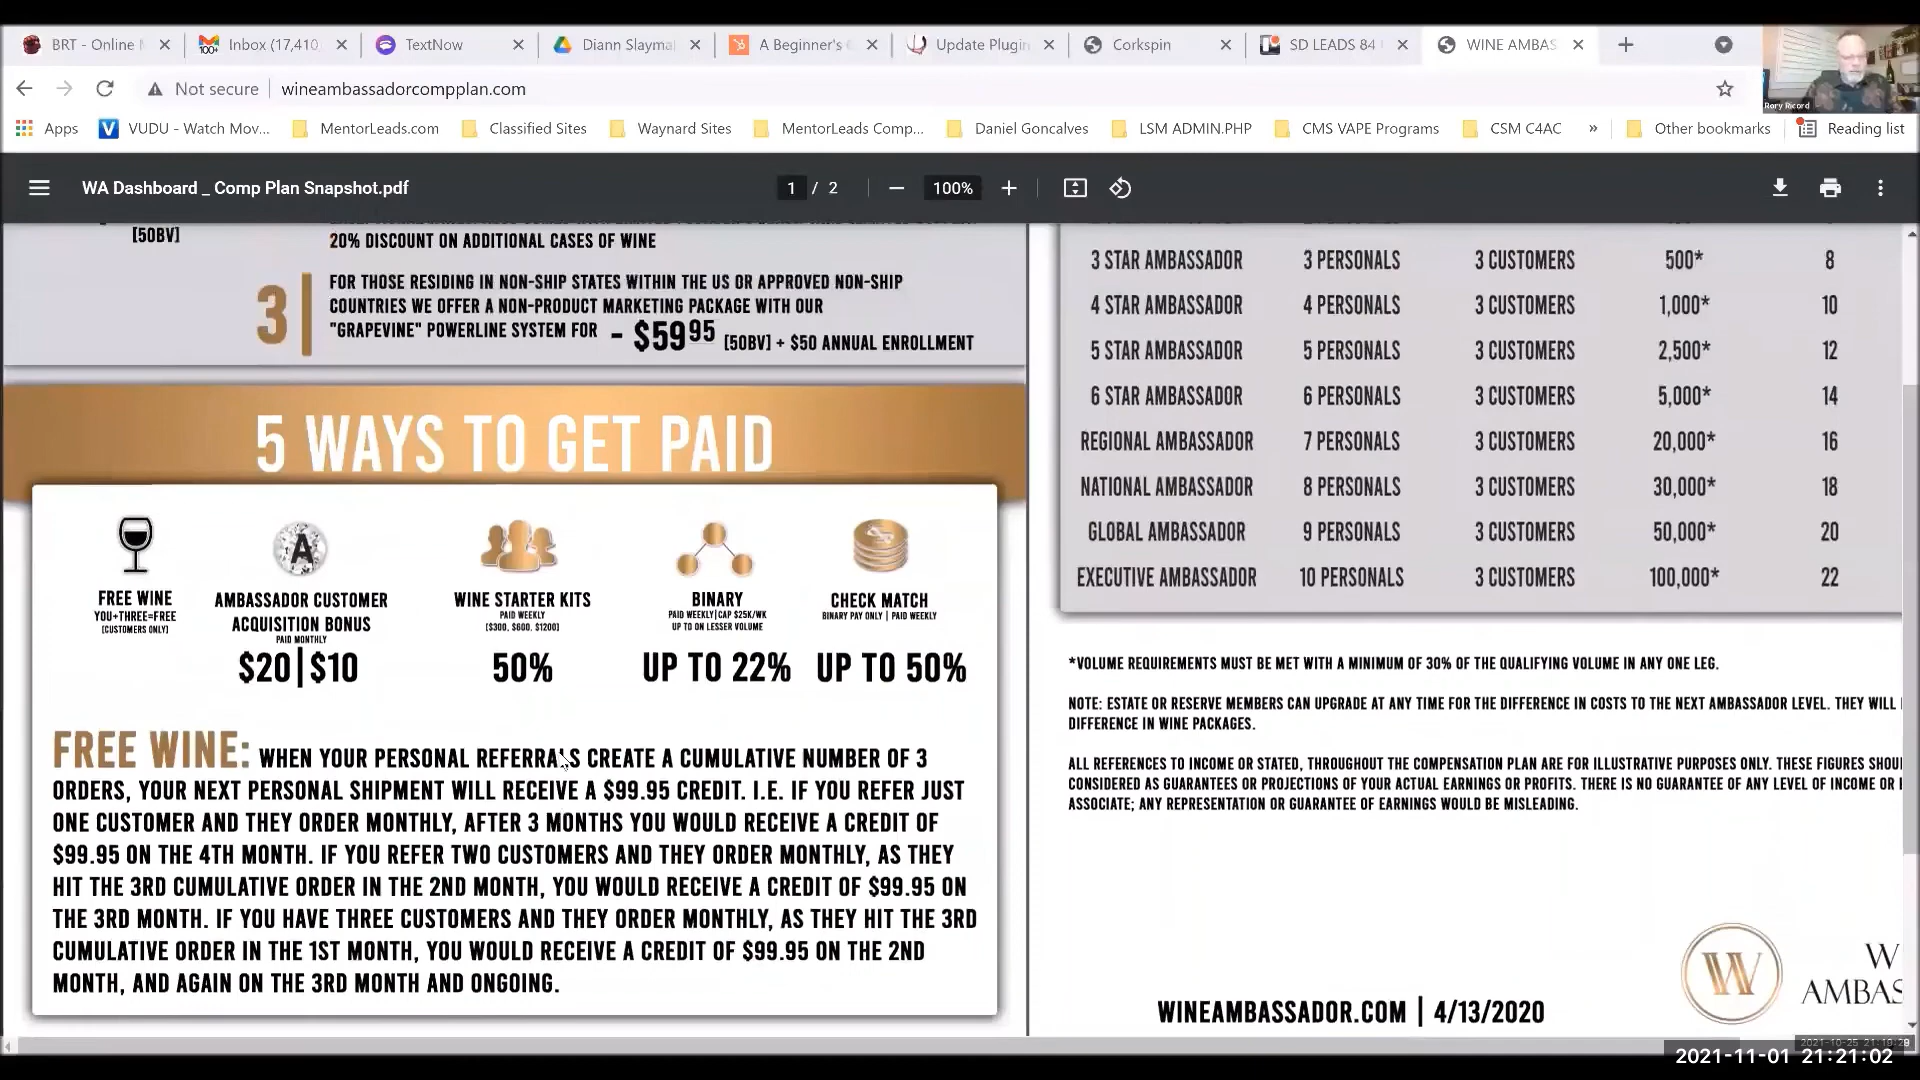 BRT - Online M
Inbox (17,410
TextNow
Diann Slayma
A Beginner's G
Update Plugin
Corkspin
SD LEADS 84
WINE AMBAS
Not secure
wineambassadorcompplan.com
Apps
VUDU - Watch Mov...
MentorLeads.com
Classified Sites
Waynard Sites
MentorLeads Comp...
Daniel Goncalves
LSM ADMIN.PHP
CMS VAPE Programs
CSM C4AC
»
Other bookmarks
Reading list
Rory Ricord
WA Dashboard _ Comp Plan Snapshot.pdf
1 / 2
100%
[50BV]
20% DISCOUNT ON ADDITIONAL CASES OF WINE
3
FOR THOSE RESIDING IN NON-SHIP STATES WITHIN THE US OR APPROVED NON-SHIP
COUNTRIES WE OFFER A NON-PRODUCT MARKETING PACKAGE WITH OUR
"GRAPEVINE" POWERLINE SYSTEM FOR - $59.95 [50BV] + $50 ANNUAL ENROLLMENT
5 WAYS TO GET PAID
FREE WINE
YOU+THREE=FREE
[CUSTOMERS ONLY]
A
AMBASSADOR CUSTOMER
ACQUISITION BONUS
PAID MONTHLY
$20|$10
WINE STARTER KITS
PAID WEEKLY
[$300, $600, $1200]
50%
BINARY
PAID WEEKLY|CAP $25K/WK
UP TO ON LESSER VOLUME
UP TO 22%
CHECK MATCH
BINARY PAY ONLY | PAID WEEKLY
UP TO 50%
FREE WINE: WHEN YOUR PERSONAL REFERRALS CREATE A CUMULATIVE NUMBER OF 3
ORDERS, YOUR NEXT PERSONAL SHIPMENT WILL RECEIVE A $99.95 CREDIT. I.E. IF YOU REFER JUST
ONE CUSTOMER AND THEY ORDER MONTHLY, AFTER 3 MONTHS YOU WOULD RECEIVE A CREDIT OF
$99.95 ON THE 4TH MONTH. IF YOU REFER TWO CUSTOMERS AND THEY ORDER MONTHLY, AS THEY
HIT THE 3RD CUMULATIVE ORDER IN THE 2ND MONTH, YOU WOULD RECEIVE A CREDIT OF $99.95 ON
THE 3RD MONTH. IF YOU HAVE THREE CUSTOMERS AND THEY ORDER MONTHLY, AS THEY HIT THE 3RD
CUMULATIVE ORDER IN THE 1ST MONTH, YOU WOULD RECEIVE A CREDIT OF $99.95 ON THE 2ND
MONTH, AND AGAIN ON THE 3RD MONTH AND ONGOING.
3 STAR AMBASSADOR 3 PERSONALS 3 CUSTOMERS 500* 8
4 STAR AMBASSADOR 4 PERSONALS 3 CUSTOMERS 1,000* 10
5 STAR AMBASSADOR 5 PERSONALS 3 CUSTOMERS 2,500* 12
6 STAR AMBASSADOR 6 PERSONALS 3 CUSTOMERS 5,000* 14
REGIONAL AMBASSADOR 7 PERSONALS 3 CUSTOMERS 20,000* 16
NATIONAL AMBASSADOR 8 PERSONALS 3 CUSTOMERS 30,000* 18
GLOBAL AMBASSADOR 9 PERSONALS 3 CUSTOMERS 50,000* 20
EXECUTIVE AMBASSADOR 10 PERSONALS 3 CUSTOMERS 100,000* 22
*VOLUME REQUIREMENTS MUST BE MET WITH A MINIMUM OF 30% OF THE QUALIFYING VOLUME IN ANY ONE LEG.
NOTE: ESTATE OR RESERVE MEMBERS CAN UPGRADE AT ANY TIME FOR THE DIFFERENCE IN COSTS TO THE NEXT AMBASSADOR LEVEL. THEY WILL
DIFFERENCE IN WINE PACKAGES.
ALL REFERENCES TO INCOME OR STATED, THROUGHOUT THE COMPENSATION PLAN ARE FOR ILLUSTRATIVE PURPOSES ONLY. THESE FIGURES SHOU
CONSIDERED AS GUARANTEES OR PROJECTIONS OF YOUR ACTUAL EARNINGS OR PROFITS. THERE IS NO GUARANTEE OF ANY LEVEL OF INCOME OR
ASSOCIATE; ANY REPRESENTATION OR GUARANTEE OF EARNINGS WOULD BE MISLEADING.
W
W
AMBAS
WINEAMBASSADOR.COM | 4/13/2020
2021-11-01 21:21:02